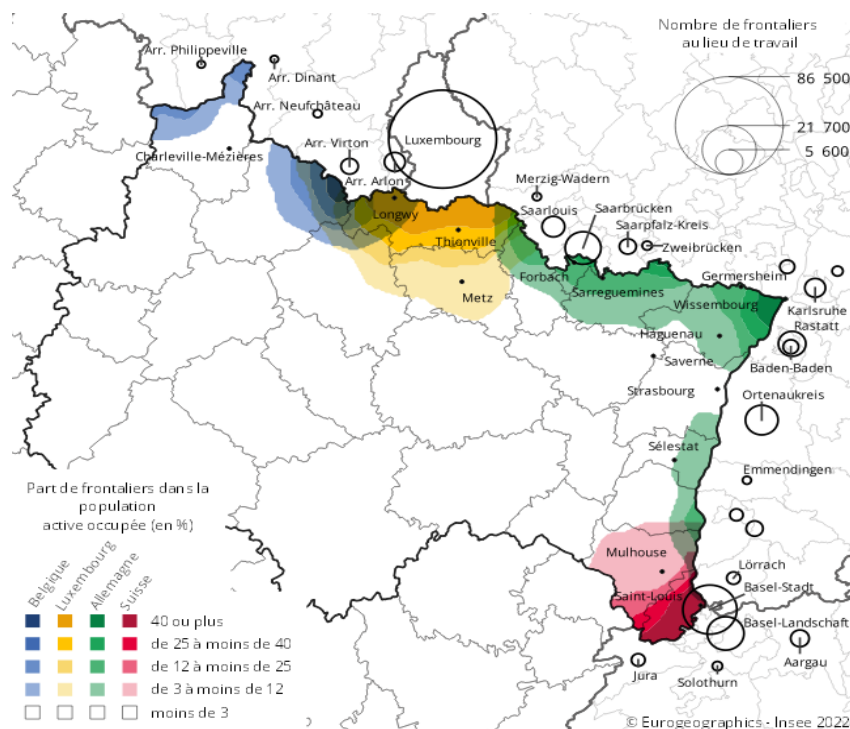 Nombre de frontaliers
au lieu de travail
86 500
21 700
5 600
Arr. Philippeville
Arr. Dinant
Arr. Neufchâteau
Arr. Virton
Luxembourg
Charleville-Mézières
Arr. Arlon
Merzig-Wadern
Longwy
Saarlouis
Saarbrücken
Saarpfalz-Kreis
Thionville
Zweibrücken
Forbach
Germersheim
Sarreguemines
Metz
Wissembourg
Karlsruhe
Rastatt
Haguenau
Saverne
Baden-Baden
Strasbourg
Ortenaukreis
Sélestat
Emmendingen
Mulhouse
Lörrach
Saint-Louis
Basel-Stadt
Basel-Landschaft
Aargau
Jura
Solothurn
Part de frontaliers dans la
population
active occupée (en %)
Belgique
Luxembourg
Allemagne
Suisse
40 ou plus
de 25 à moins de 40
de 12 à moins de 25
de 3 à moins de 12
moins de 3
© Eurogeographics - Insee 2022